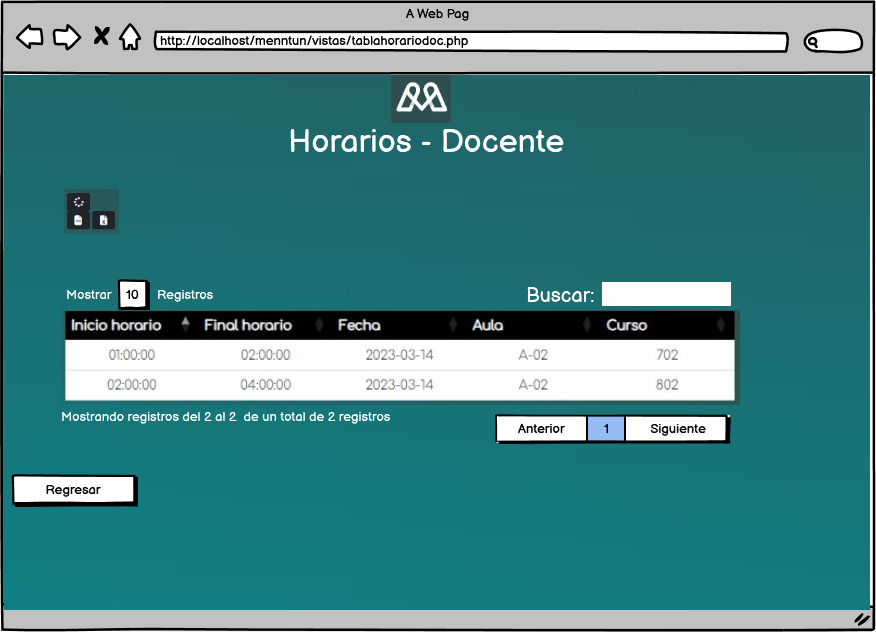 A Web Pag
http://localhost/menntun/vistas/tablahorariodoc.php
Horarios - Docente
Mostrar 10 Registros
Buscar:
Inicio horario Final horario Fecha Aula Curso
01:00:00 02:00:00 2023-03-14 A-02 702
02:00:00 04:00:00 2023-03-14 A-02 802
Mostrando registros del 2 al 2 de un total de 2 registros
Anterior 1 Siguiente
Regresar